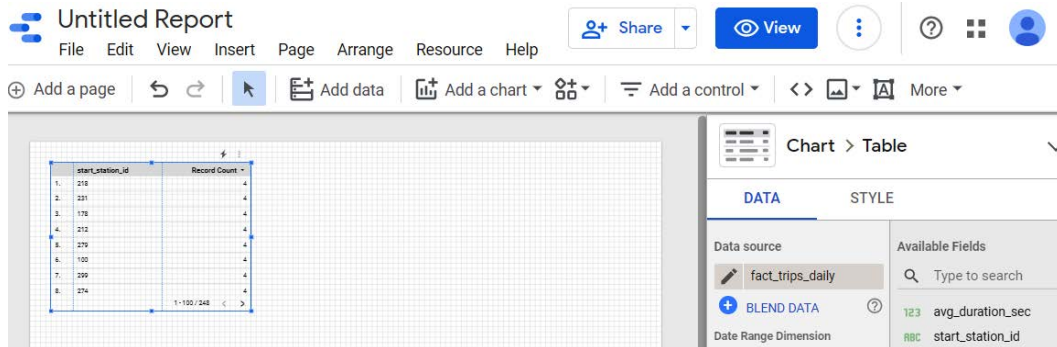 Untitled Report
File Edit View Insert Page Arrange Resource Help
Share
View
Add a page
Add data
Add a chart
Add a control
More
start_station_id Record Count
1. 218 4
2. 231 4
3. 178 4
4. 212 4
5. 279 4
6. 100 4
7. 299 4
8. 274 4
1 - 100 / 248 < >
Chart > Table
DATA STYLE
Data source
fact_trips_daily
BLEND DATA
Date Range Dimension
Available Fields
Type to search
123 avg_duration_sec
ABC start_station_id